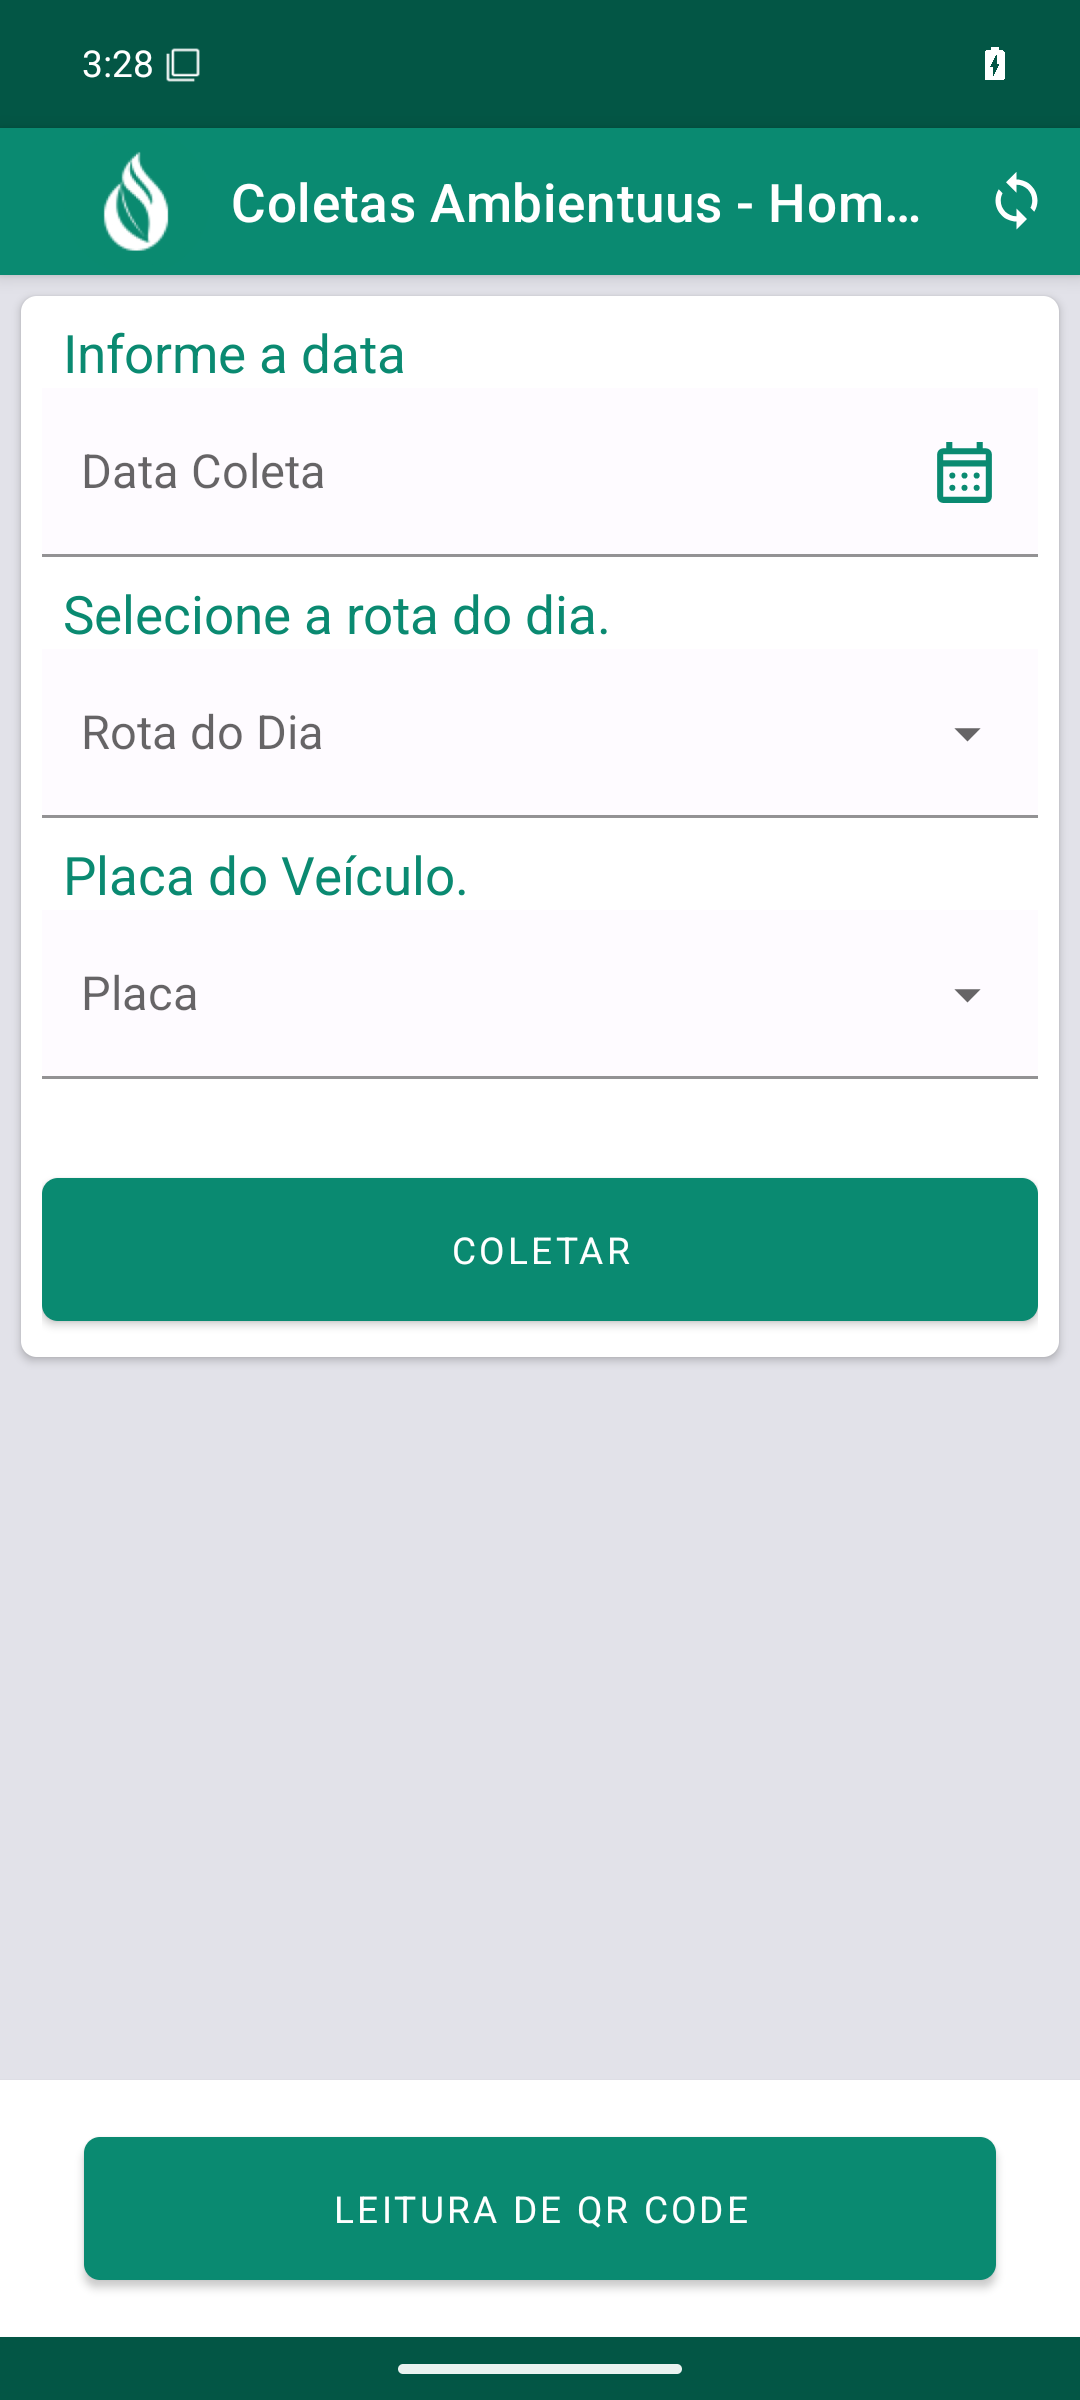 3:28
Coletas Ambientuus - Hom...
Informe a data
Data Coleta
Selecione a rota do dia.
Rota do Dia
Placa do Veículo.
Placa
COLETAR
LEITURA DE QR CODE